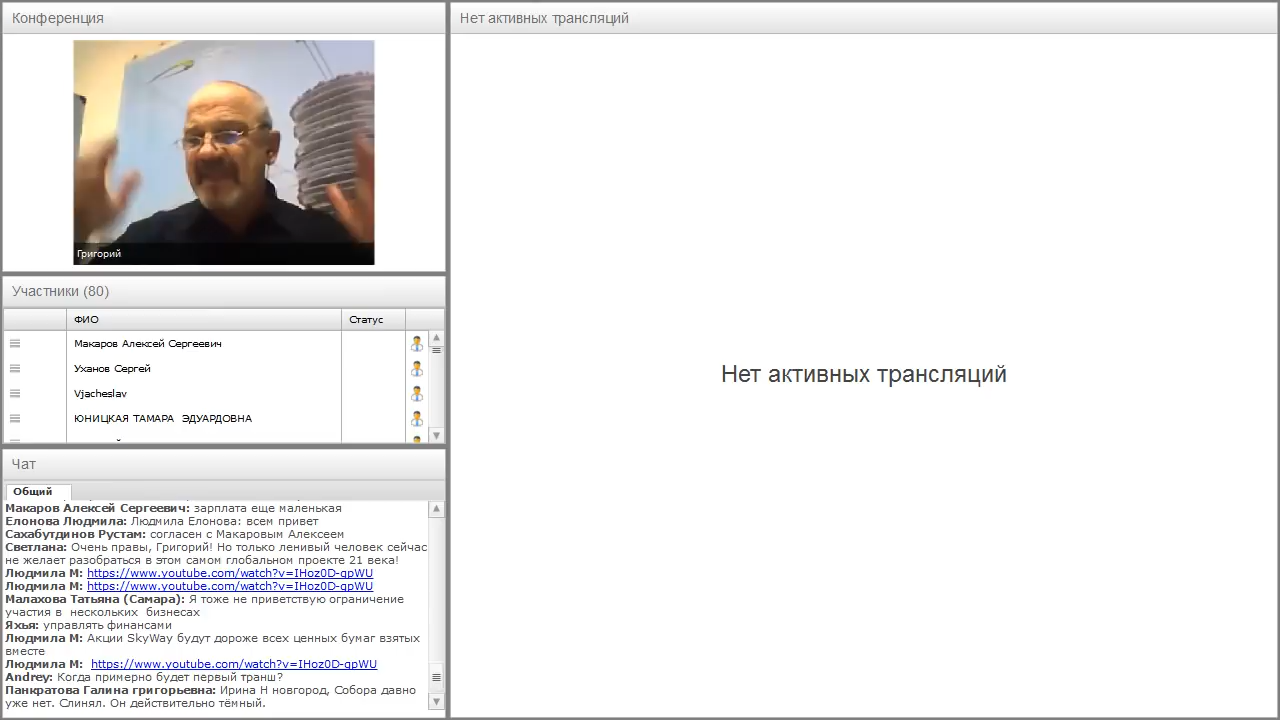 Конференция
Нет активных трансляций
Григорий
Участники (80)
ФИО
Статус
Макаров Алексей Сергеевич
Уханов Сергей
Vjacheslav
ЮНИЦКАЯ ТАМАРА ЭДУАРДОВНА
Нет активных трансляций
Чат
Общий
Макаров Алексей Сергеевич: зарплата еще маленькая
Елонова Людмила: Людмила Елонова: всем привет
Сахабутдинов Рустам: согласен с Макаровым Алексеем
Светлана: Очень правы, Григорий! Но только ленивый человек сейчас
не желает разобраться в этом самом глобальном проекте 21 века!
Людмила М: https://www.youtube.com/watch?v=IHoz0D-gpWU
Людмила М: https://www.youtube.com/watch?v=IHoz0D-gpWU
Малахова Татьяна (Самара): Я тоже не приветствую ограничение
участия в нескольких бизнесах
Яхья: управлять финансами
Людмила М: Акции SkyWay будут дороже всех ценных бумаг взятых
вместе
Людмила М: https://www.youtube.com/watch?v=IHoz0D-gpWU
Andrey: Когда примерно будет первый транш?
Панкратова Галина григорьевна: Ирина Н новгород, Собора давно
уже нет. Слинял. Он действительно тёмный.